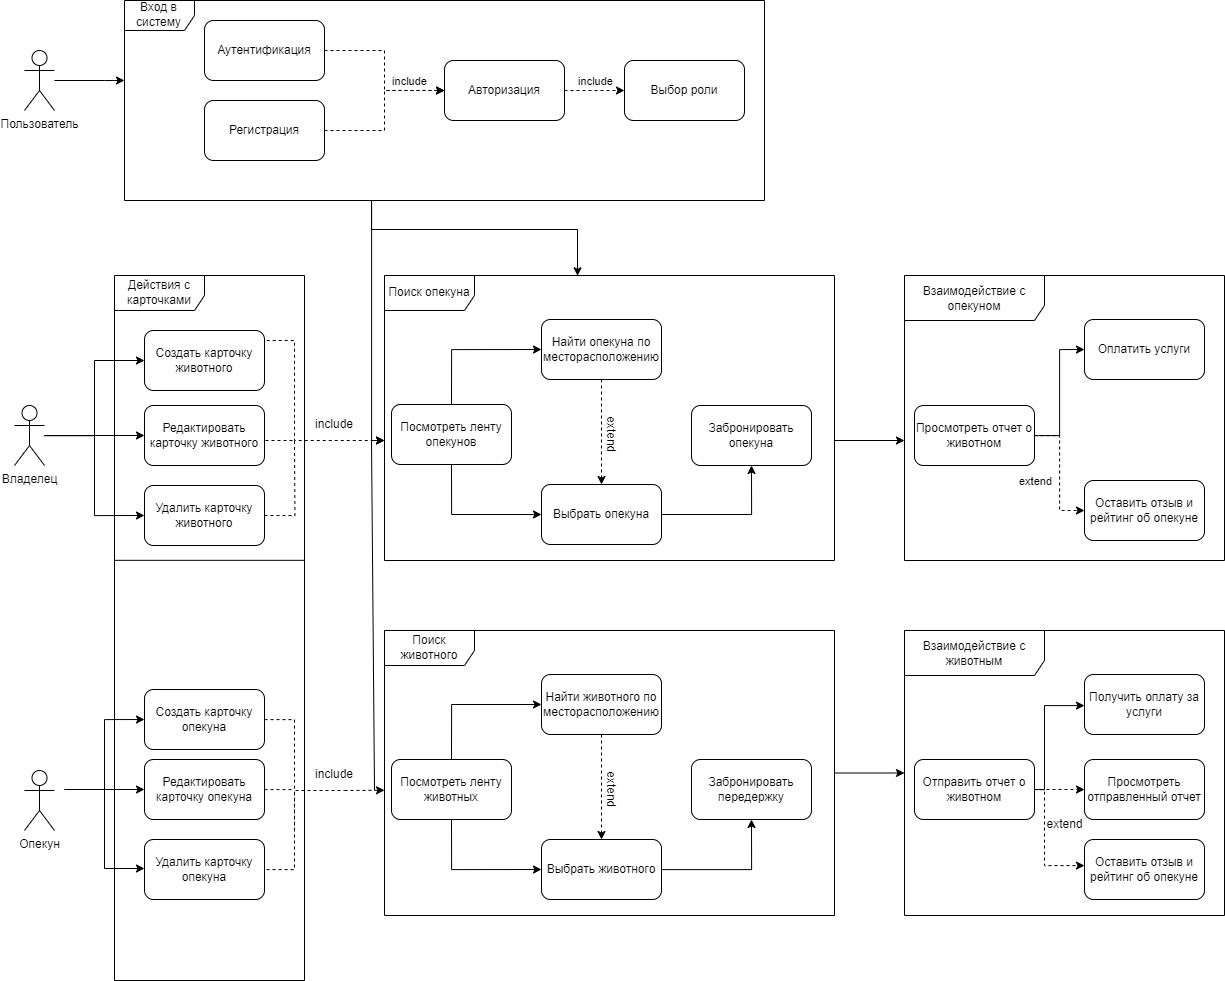 Вход в
систему
Аутентификация
Регистрация
include
Авторизация
include
Выбор роли
Пользователь
Действия с
карточками
Создать карточку
животного
Редактировать
карточку животного
Удалить карточку
животного
Владелец
include
Поиск опекуна
Найти опекуна по
месторасположению
Посмотреть ленту
опекунов
extend
Выбрать опекуна
Забронировать
опекуна
Взаимодействие с
опекуном
Оплатить услуги
Просмотреть отчет о
животном
extend
Оставить отзыв и
рейтинг об опекуне
Создать карточку
опекуна
Редактировать
карточку опекуна
Удалить карточку
опекуна
Опекун
include
Поиск
животного
Найти животного по
месторасположению
Посмотреть ленту
животных
extend
Выбрать животного
Забронировать
передержку
Взаимодействие с
животным
Получить оплату за
услуги
Отправить отчет о
животном
Просмотреть
отправленный отчет
extend
Оставить отзыв и
рейтинг об опекуне